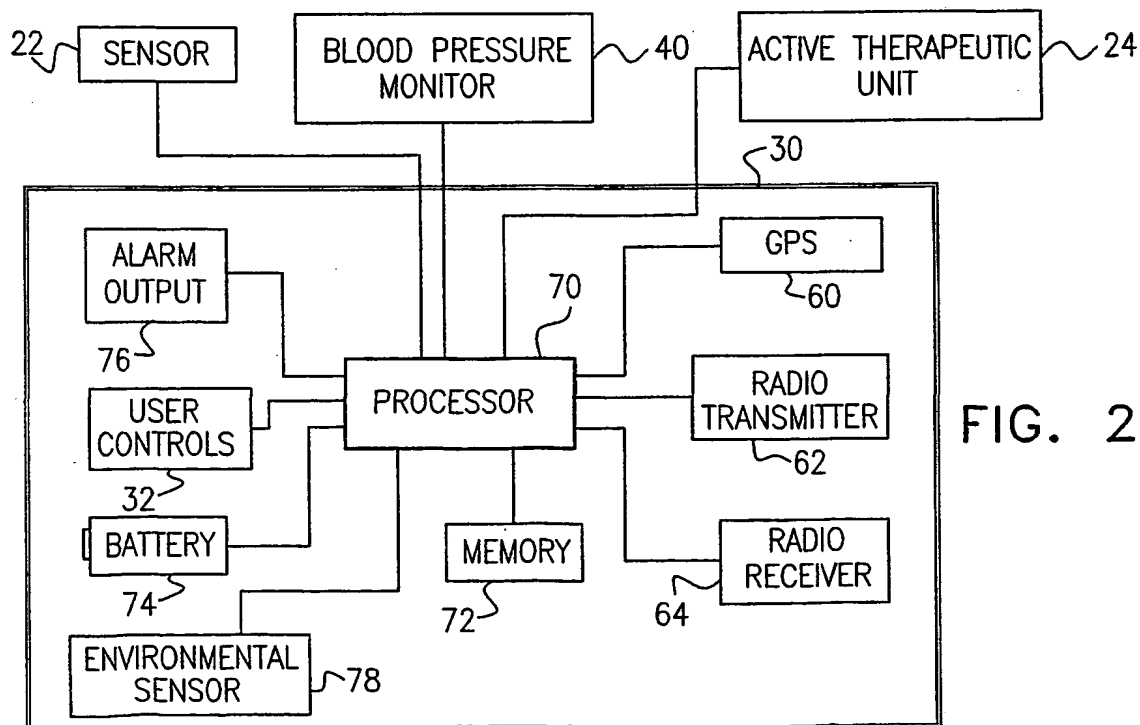 22
SENSOR
BLOOD PRESSURE
MONITOR
40
ACTIVE THERAPEUTIC
UNIT
24
30
ALARM
OUTPUT
76
GPS
60
70
PROCESSOR
USER
CONTROLS
32
RADIO
TRANSMITTER
62
FIG. 2
BATTERY
74
MEMORY
72
RADIO
RECEIVER
64
ENVIRONMENTAL
SENSOR
78